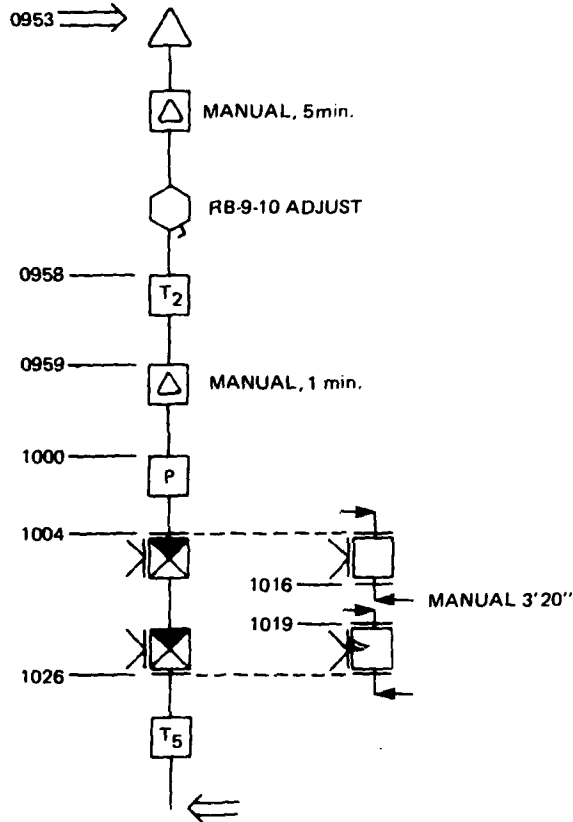 0953
MANUAL, 5min.
RB-9-10 ADJUST
0958
T2
0959
MANUAL, 1 min.
1000
P
1004
1016
MANUAL 3'20"
1019
1026
T5